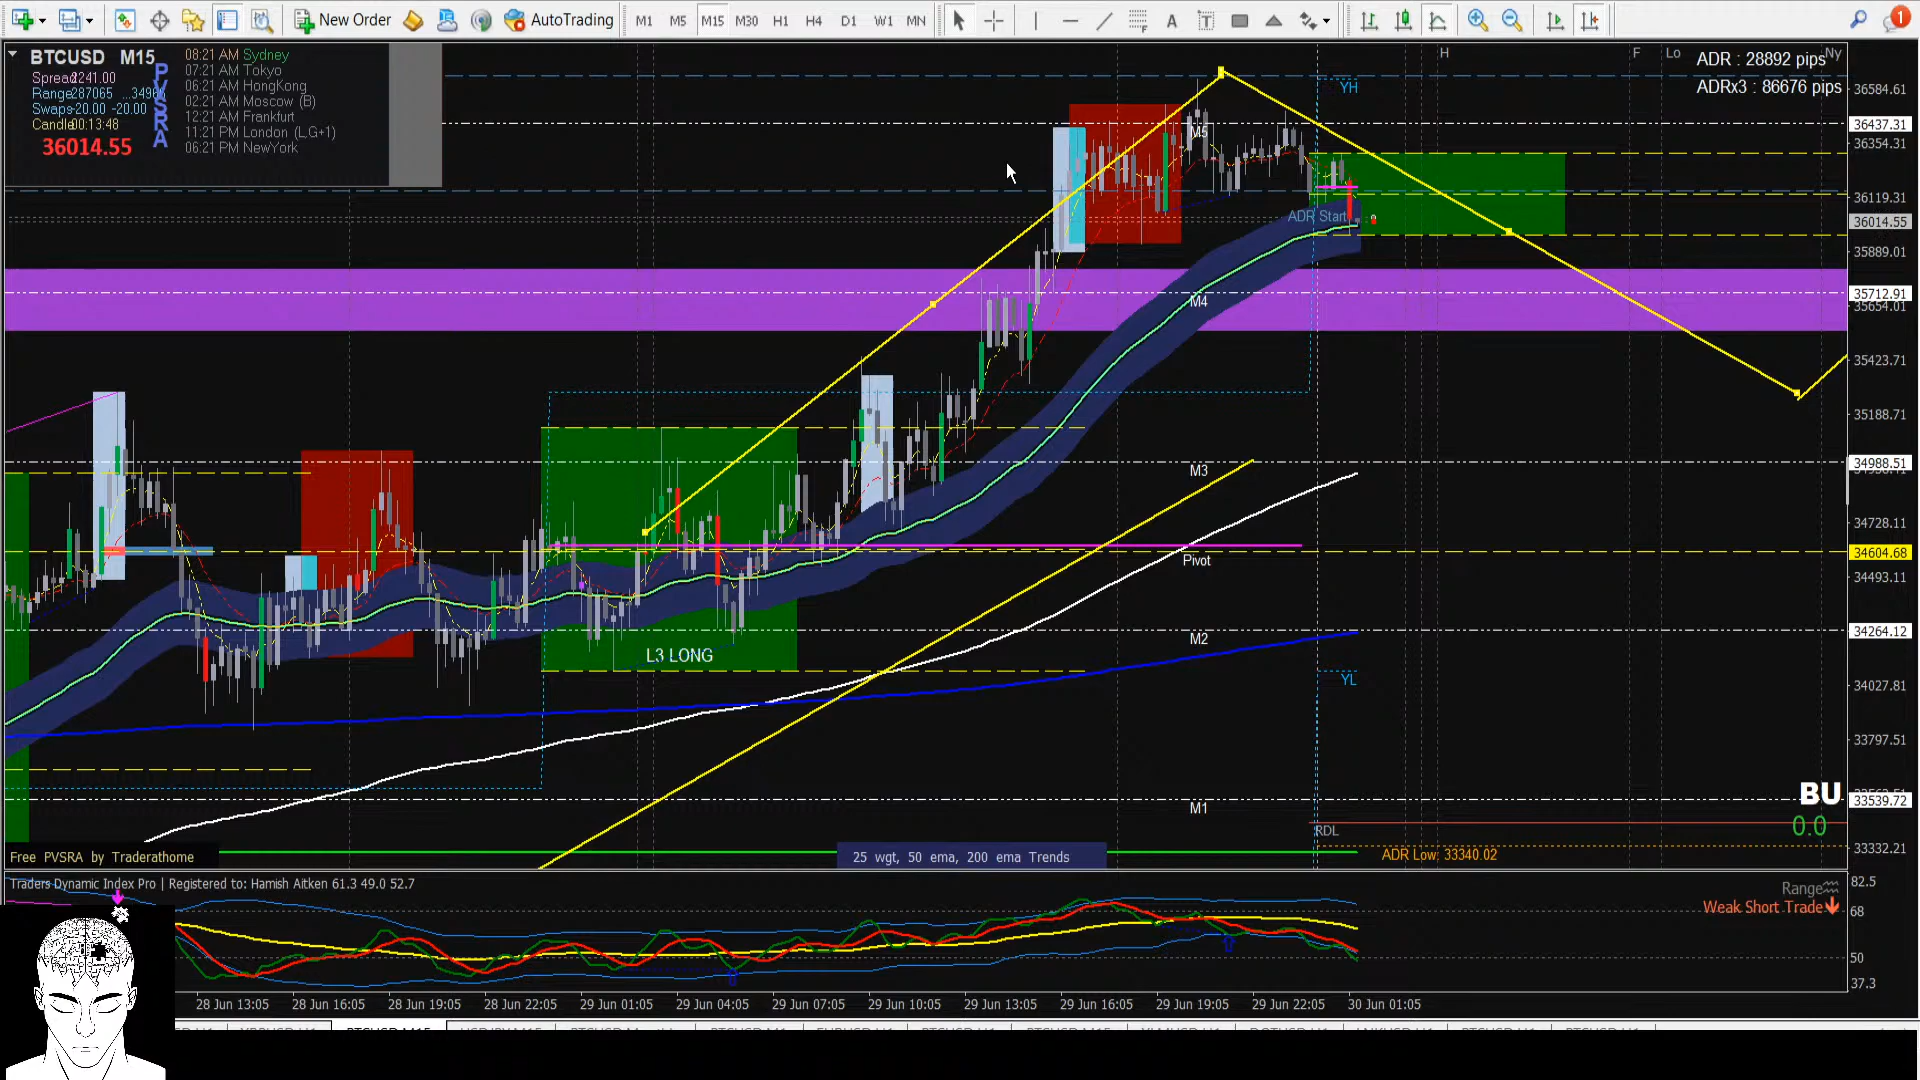 New Order
AutoTrading
M1 M5 M15 M30 H1 H4 D1 W1 MN
1
BTCUSD M15
Spread 2241.00
Range 287065
Swaps -20.00 -20.00
Candle 00:13:48
36014.55
P
V
S
R
A
08:21 AM Sydney
07:21 AM Tokyo
06:21 AM HongKong
02:21 AM Moscow (B)
12:21 AM Frankfurt
11:21 PM London (L,G+1)
06:21 PM NewYork
H
F
Lo
Ny
ADR : 28892 pips
ADRx3 : 86676 pips
YH
36584.61
M5
36437.31
36354.31
36119.31
ADR Start
36014.55
35889.01
M4
35712.91
35654.01
35423.71
35188.71
M3
34988.51
34728.11
34604.68
Pivot
34493.11
L3 LONG
M2
34264.12
YL
34027.81
33797.51
BU
M1
33539.72
0.0
RDL
33332.21
ADR Low: 33340.02
Free PVSRA by Traderathome
25 wgt, 50 ema, 200 ema Trends
Traders Dynamic Index Pro | Registered to: Hamish Aitken 61.3 49.0 52.7
Range
Weak Short Trade
82.5
68
50
37.3
28 Jun 13:05
28 Jun 16:05
28 Jun 19:05
28 Jun 22:05
29 Jun 01:05
29 Jun 04:05
29 Jun 07:05
29 Jun 10:05
29 Jun 13:05
29 Jun 16:05
29 Jun 19:05
29 Jun 22:05
30 Jun 01:05